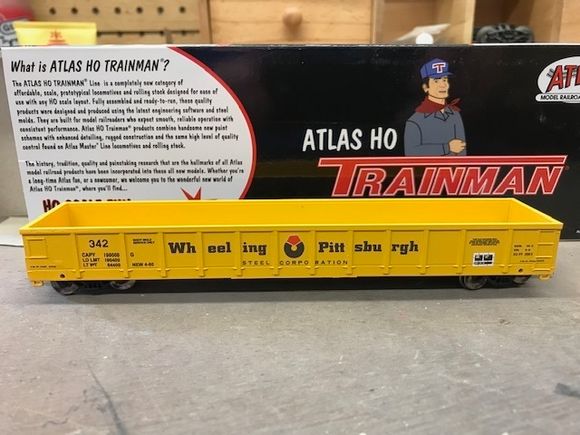 What is ATLAS HO TRAINMAN®?
The ATLAS HO TRAINMAN® Line is a completely new category of
affordable, scale, prototypical locomotives and rolling stock designed for ease of
use with any HO scale layout. Fully assembled and ready-to-run, these quality
products were designed and produced using the latest engineering software and steel
molds. They are built for model railroaders who expect smooth, reliable operation with
consistent performance. Atlas HO Trainman® products combine handsome new paint
schemes with enhanced detailing, rugged construction and the same high level of quality
control found on Atlas Master® Line locomotives and rolling stock.
The history, tradition, quality and painstaking research that are the hallmarks of all Atlas
model railroad products have been incorporated into these all new models. Whether you're
a long-time Atlas fan, or a newcomer, we welcome you to the wonderful new world of
Atlas HO Trainman®, where you'll find...
T
ATLAS HO
TRAINMAN®
ATL
MODEL RAILROAD
342
CAPY 190000
LD LMT
LT WT
NEW 4-60
G
Wheeling Pittsburgh
STEEL CORPORATION